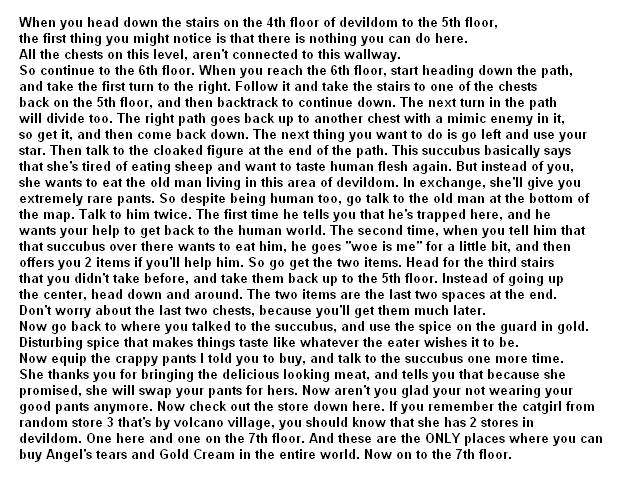 When you head down the stairs on the 4th floor of devildom to the 5th floor,
the first thing you might notice is that there is nothing you can do here.
All the chests on this level, aren't connected to this wallway.
So continue to the 6th floor. When you reach the 6th floor, start heading down the path,
and take the first turn to the right. Follow it and take the stairs to one of the chests
back on the 5th floor, and then backtrack to continue down. The next turn in the path
will divide too. The right path goes back up to another chest with a mimic enemy in it,
so get it, and then come back down. The next thing you want to do is go left and use your
star. Then talk to the cloaked figure at the end of the path. This succubus basically says
that she's tired of eating sheep and want to taste human flesh again. But instead of you,
she wants to eat the old man living in this area of devildom. In exchange, she'll give you
extremely rare pants. So despite being human too, go talk to the old man at the bottom of
the map. Talk to him twice. The first time he tells you that he's trapped here, and he
wants your help to get back to the human world. The second time, when you tell him that
that succubus over there wants to eat him, he goes "woe is me" for a little bit, and then
offers you 2 items if you'll help him. So go get the two items. Head for the third stairs
that you didn't take before, and take them back up to the 5th floor. Instead of going up
the center, head down and around. The two items are the last two spaces at the end.
Don't worry about the last two chests, because you'll get them much later.
Now go back to where you talked to the succubus, and use the spice on the guard in gold.
Disturbing spice that makes things taste like whatever the eater wishes it to be.
Now equip the crappy pants I told you to buy, and talk to the succubus one more time.
She thanks you for bringing the delicious looking meat, and tells you that because she
promised, she will swap your pants for hers. Now aren't you glad your not wearing your
good pants anymore. Now check out the store down here. If you remember the catgirl from
random store 3 that's by volcano village, you should know that she has 2 stores in
devildom. One here and one on the 7th floor. And these are the ONLY places where you can
buy Angel's tears and Gold Cream in the entire world. Now on to the 7th floor.